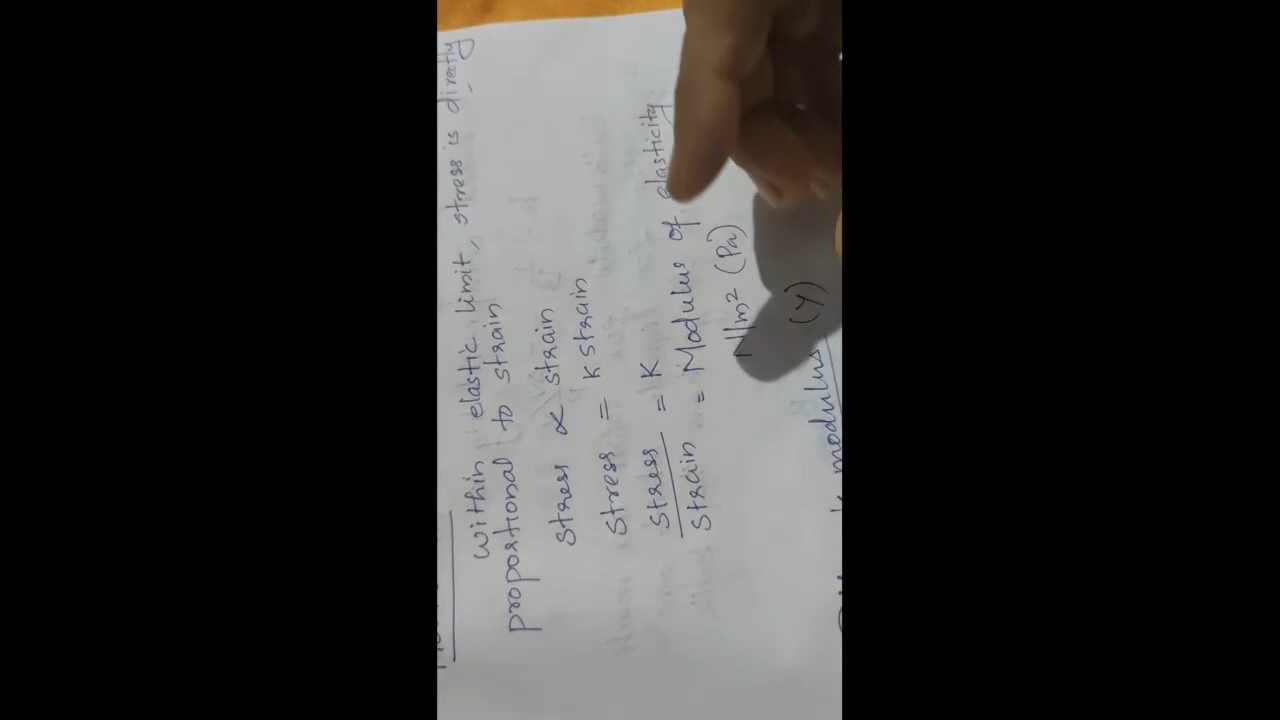 Within elastic limit, stress is directly
proportional to strain
stress ∝ strain
stress = K strain
stress = K
strain = Modulus of elasticity.
N/m² (Pa)
modulus (Y)